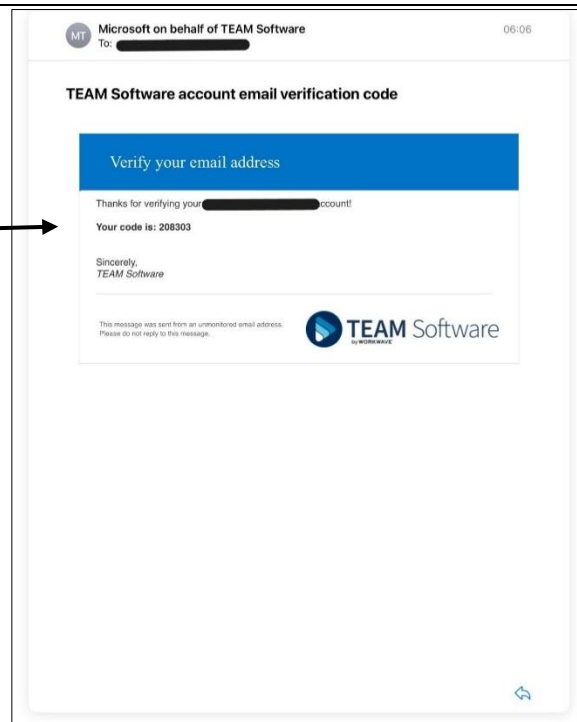 MT
Microsoft on behalf of TEAM Software
06:06
To:
TEAM Software account email verification code
Verify your email address
Thanks for verifying your ccount!
Your code is: 208303
Sincerely,
TEAM Software
This message was sent from an unmonitored email address.
Please do not reply to this message.
TEAM Software
by WORKWAVE